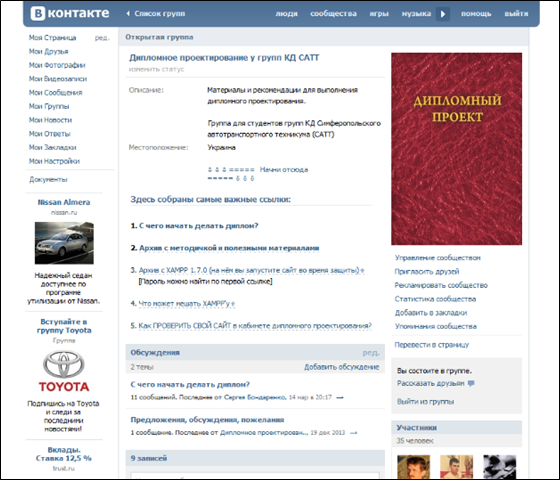 В контакте
Список групп
люди сообщества игры музыка помощь выйти
Моя Страница ред.
Мои Друзья
Мои Фотографии
Мои Видеозаписи
Мои Сообщения
Мои Группы
Мои Новости
Мои Ответы
Мои Закладки
Мои Настройки
Документы
Nissan Almera
nissan.ru
Надежный седан
доступнее по
программе
утилизации от Nissan.
Вступайте в
группу Toyota
Группа
TOYOTA
Подпишись на Toyota
и следи за
последними
новостями!
Вклады.
Ставка 12,5 %
trust.ru
Открытая группа
Дипломное проектирование у групп КД САТТ
изменить статус
Описание: Материалы и рекомендации для выполнения
дипломного проектирования.
Группа для студентов групп КД Симферопольского
автотранспортного техникума (САТТ)
Местоположение: Украина
⇩ ⇩ ⇩ ===== Начни отсюда
===== ⇩ ⇩ ⇩
Здесь собраны самые важные ссылки:
1. С чего начать делать диплом?
2. Архив с методичкой и полезными материалами
3. Архив с XAMPP 1.7.0 (на нём вы запустите сайт во время защиты)
[Пароль можно найти по первой ссылке]
4. Что может мешать XAMPP'у
5. Как ПРОВЕРИТЬ СВОЙ САЙТ в кабинете дипломного проектирования?
Обсуждения ред.
2 темы Добавить обсуждение
С чего начать делать диплом?
11 сообщений. Последнее от Сергея Бондаренко, 14 мар в 20:17 →
Предложения, обсуждения, пожелания
1 сообщение. Последнее от Дипломное проектирован..., 19 дек 2013 →
9 записей
ДИПЛОМНЫЙ
ПРОЕКТ
Управление сообществом
Пригласить друзей
Рекламировать сообщество
Статистика сообщества
Добавить в закладки
Упоминания сообщества
Перевести в страницу
Вы состоите в группе.
Рассказать друзьям
Выйти из группы
Участники
35 человек